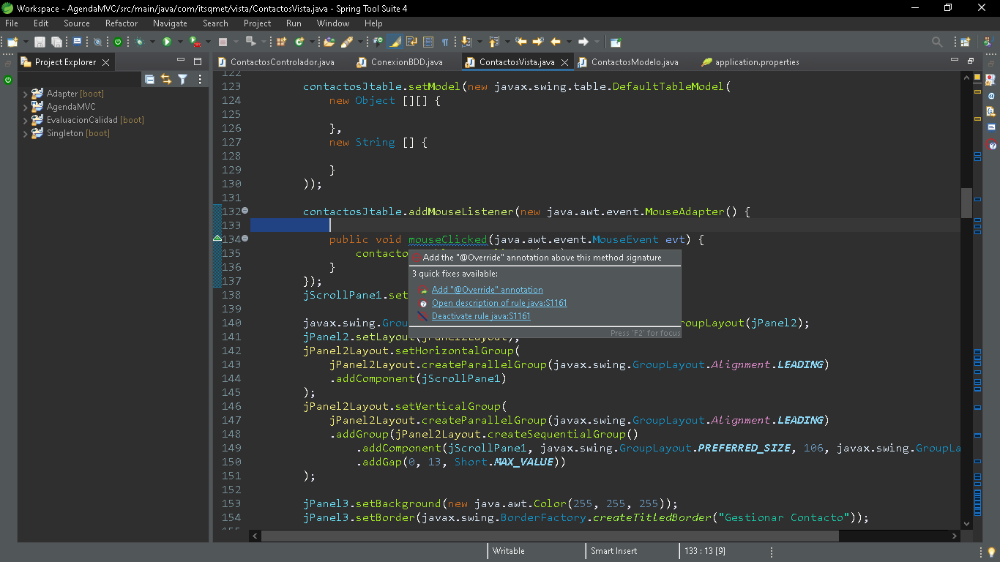 Workspace - AgendaMVC/src/main/java/com/itsqmet/vista/ContactosVista.java - Spring Tool Suite 4
File Edit Source Refactor Navigate Search Project Run Window Help
Project Explorer
ContactosControlador.java ConexionBDD.java ContactosVista.java ContactosModelo.java application.properties
Adapter [boot]
AgendaMVC
EvaluacionCalidad [boot]
Singleton [boot]
122
123 contactosJtable.setModel(new javax.swing.table.DefaultTableModel(
124 new Object [][] {
125
126 },
127 new String [] {
128
129 }
130 ));
131
132 contactosJtable.addMouseListener(new java.awt.event.MouseAdapter() {
133
134 public void mouseClicked(java.awt.event.MouseEvent evt) {
135 contacto
136 }
137 });
138 jScrollPane1.set
139
140 javax.swing.Grou roupLayout(jPanel2);
141 jPanel2.setLayout(jPanel2Layout);
142 jPanel2Layout.setHorizontalGroup(
143 jPanel2Layout.createParallelGroup(javax.swing.GroupLayout.Alignment.LEADING)
144 .addComponent(jScrollPane1)
145 );
146 jPanel2Layout.setVerticalGroup(
147 jPanel2Layout.createParallelGroup(javax.swing.GroupLayout.Alignment.LEADING)
148 .addGroup(jPanel2Layout.createSequentialGroup()
149 .addComponent(jScrollPane1, javax.swing.GroupLayout.PREFERRED_SIZE, 106, javax.swing.GroupLa
150 .addGap(0, 13, Short.MAX_VALUE))
151 );
152
153 jPanel3.setBackground(new java.awt.Color(255, 255, 255));
154 jPanel3.setBorder(javax.swing.BorderFactory.createTitledBorder("Gestionar Contacto"));
Add the "@Override" annotation above this method signature
3 quick fixes available:
Add "@Override" annotation
Open description of rule java:S1161
Deactivate rule java:S1161
Press 'F2' for focus
Writable Smart Insert 133 : 13 [9]